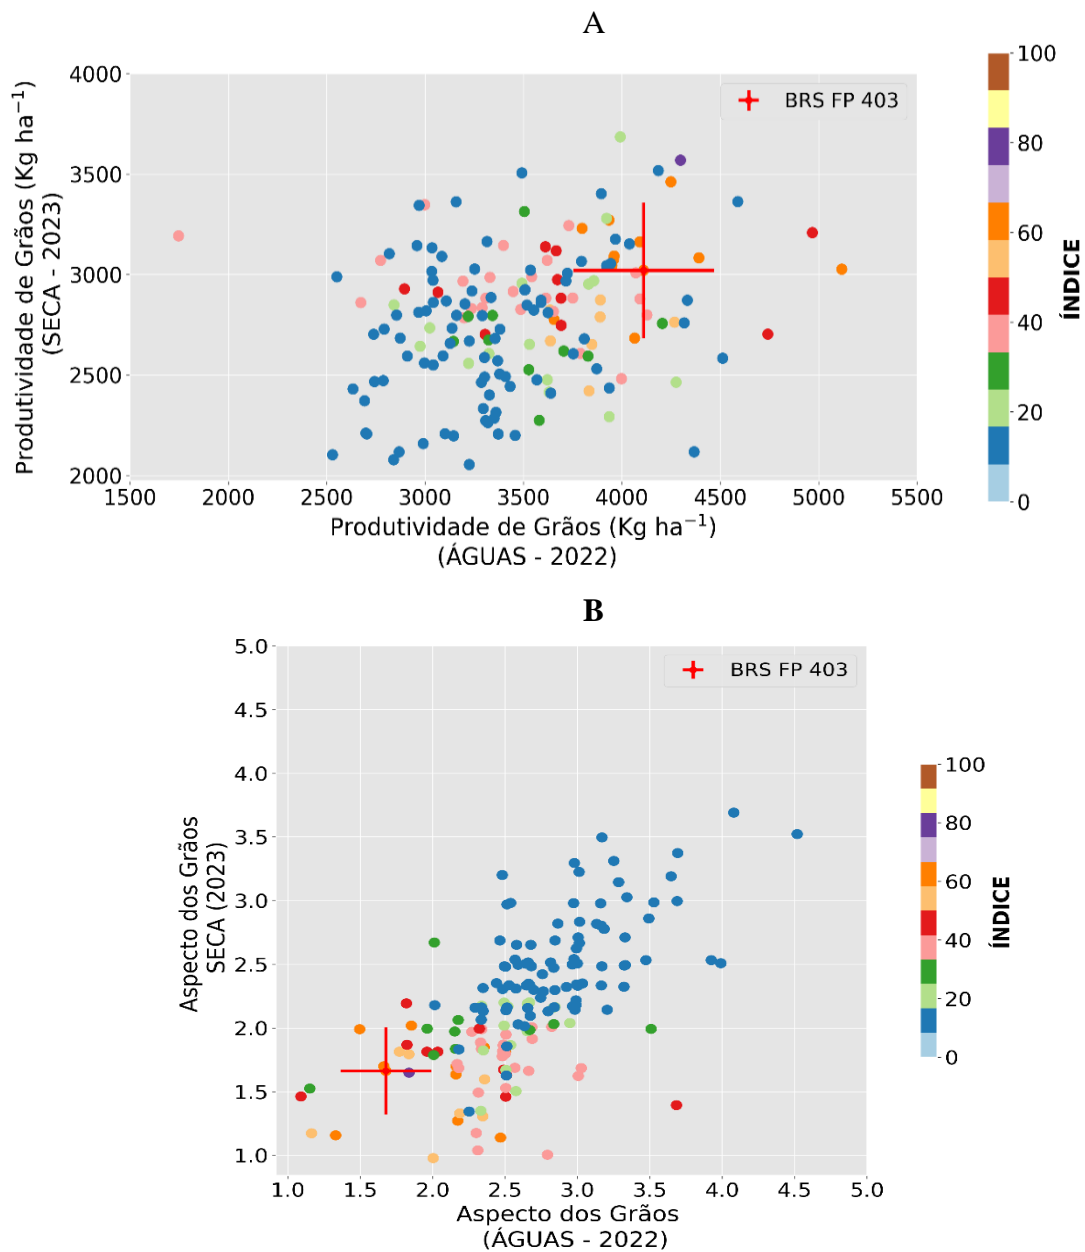 A
4000
3500
3000
2500
2000
Produtividade de Grãos (Kg ha⁻¹)
(SECA - 2023)
BRS FP 403
1500 2000 2500 3000 3500 4000 4500 5000 5500
Produtividade de Grãos (Kg ha⁻¹)
(ÁGUAS - 2022)
100
80
60
40
20
0
ÍNDICE
B
5.0
4.5
4.0
3.5
3.0
2.5
2.0
1.5
1.0
Aspecto dos Grãos
SECA (2023)
BRS FP 403
1.0 1.5 2.0 2.5 3.0 3.5 4.0 4.5 5.0
Aspecto dos Grãos
(ÁGUAS - 2022)
100
80
60
40
20
0
ÍNDICE